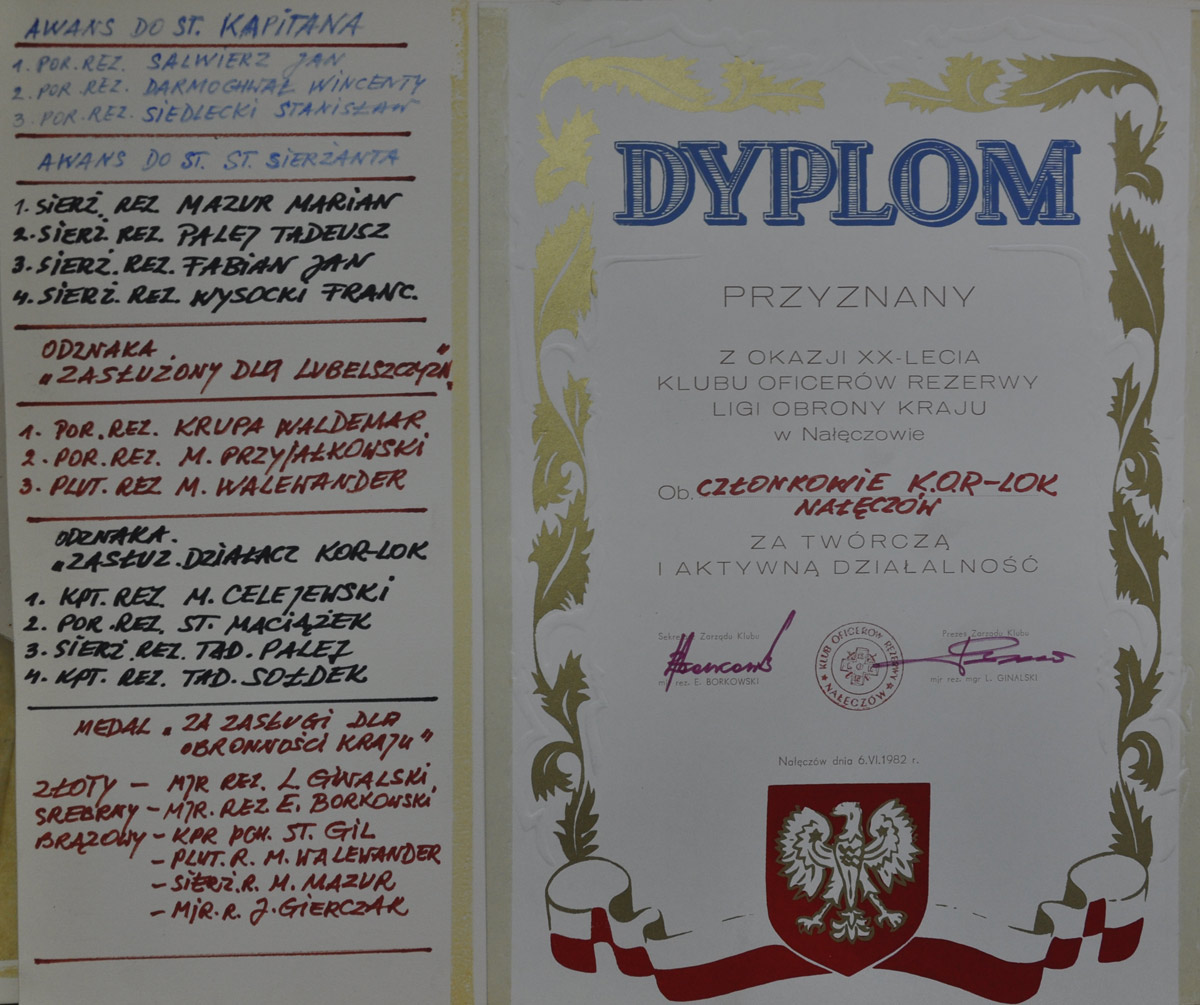 AWANS DO ST. KAPITANA
1. POR. REZ. SALWIERZ JAN
2. POR. REZ. DARMOCHWAŁ WINCENTY
3. POR. REZ. SIEDLECKI STANISŁAW
AWANS DO ST. ST. SIERŻANTA
1. SIERŻ. REZ MAZUR MARIAN
2. SIERŻ. REZ. PALEJ TADEUSZ
3. SIERŻ. REZ. FABIAN JAN
4. SIERŻ. REZ. WYSOCKI FRANC.
ODZNAKA
„ZASŁUŻONY DLA LUBELSZCZYZN"
1. POR. REZ. KRUPA WALDEMAR
2. POR. REZ. M. PRZYJAŁKOWSKI
3. PLUT. REZ M. WALEWANDER
ODZNAKA.
„ZASŁUŻ. DZIAŁACZ KOR-LOK
1. KPT. REZ M. CELEJEWSKI
2. POR. REZ. ST. MACIĄŻEK
3. SIERŻ. REZ. TAD. PALEJ
4. KPT. REZ. TAD. SOŁDEK
MEDAL „ZA ZASŁUGI DLA
OBRONNOŚCI KRAJU"
ZŁOTY – MJR REZ. L. GINALSKI
SREBRNY – MJR. REZ E. BORKOWSKI
BRĄZOWY – KPR POH. ST. GIL
– PLUT. R. M. WALEWANDER
– SIERŻ. R. M. MAZUR
– MJR. R. J. GIERCZAK
DYPLOM
PRZYZNANY
Z OKAZJI XX-LECIA
KLUBU OFICERÓW REZERWY
LIGI OBRONY KRAJU
w Nałęczowie
Ob. CZŁONKOWIE K.O.R-LOK
NAŁĘCZÓW
ZA TWÓRCZĄ
I AKTYWNĄ DZIAŁALNOŚĆ
Sekretarz Zarządu Klubu
m rez. E. BORKOWSKI
KLUB OFICERÓW REZERWY
NAŁĘCZÓW
Prezes Zarządu Klubu
mjr rez. mgr L. GINALSKI
Nałęczów dnia 6.VI.1982 r.